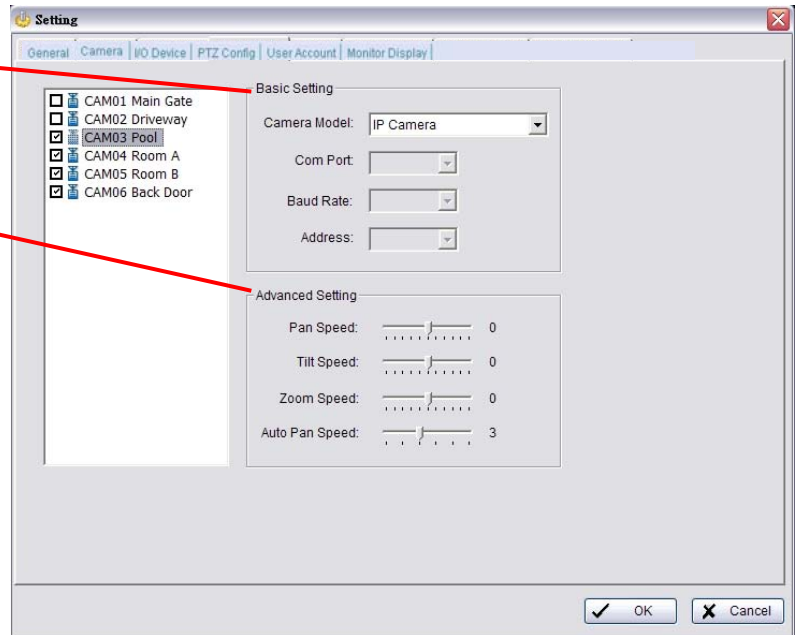 Setting
General Camera I/O Device PTZ Config User Account Monitor Display
CAM01 Main Gate
CAM02 Driveway
CAM03 Pool
CAM04 Room A
CAM05 Room B
CAM06 Back Door
Basic Setting
Camera Model: IP Camera
Com Port:
Baud Rate:
Address:
Advanced Setting
Pan Speed: 0
Tilt Speed: 0
Zoom Speed: 0
Auto Pan Speed: 3
OK Cancel